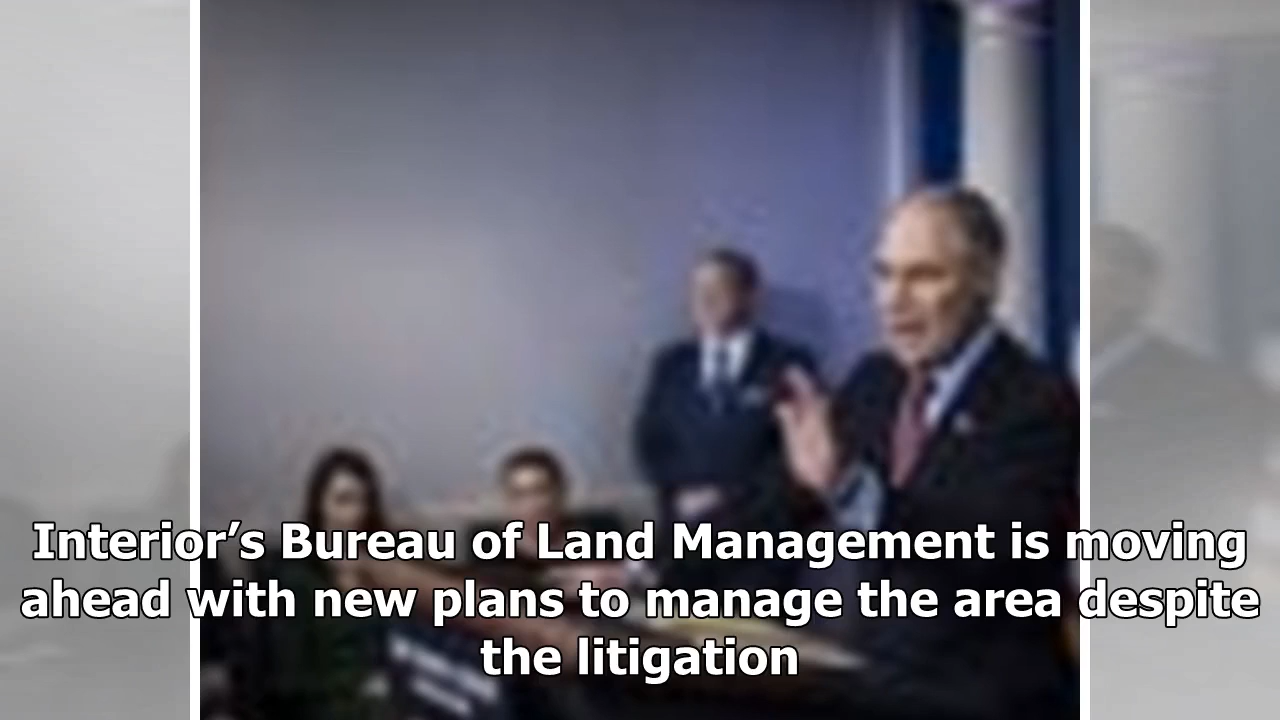 Interior’s Bureau of Land Management is moving
ahead with new plans to manage the area despite
the litigation